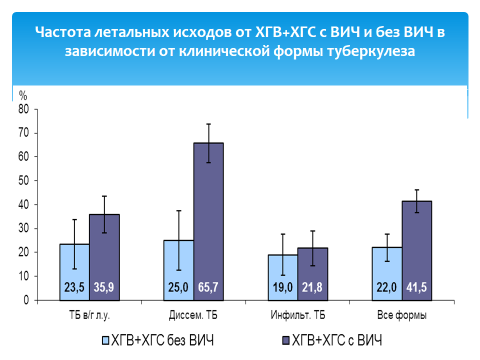 Частота летальных исходов от ХГВ+ХГС с ВИЧ и без ВИЧ в
зависимости от клинической формы туберкулеза
%
80
70
60
50
40
30
20
10
0
23,5 35,9 25,0 65,7 19,0 21,8 22,0 41,5
ТБ в/г л.у. Диссем. ТБ Инфильт. ТБ Все формы
ХГВ+ХГС без ВИЧ ХГВ+ХГС с ВИЧ